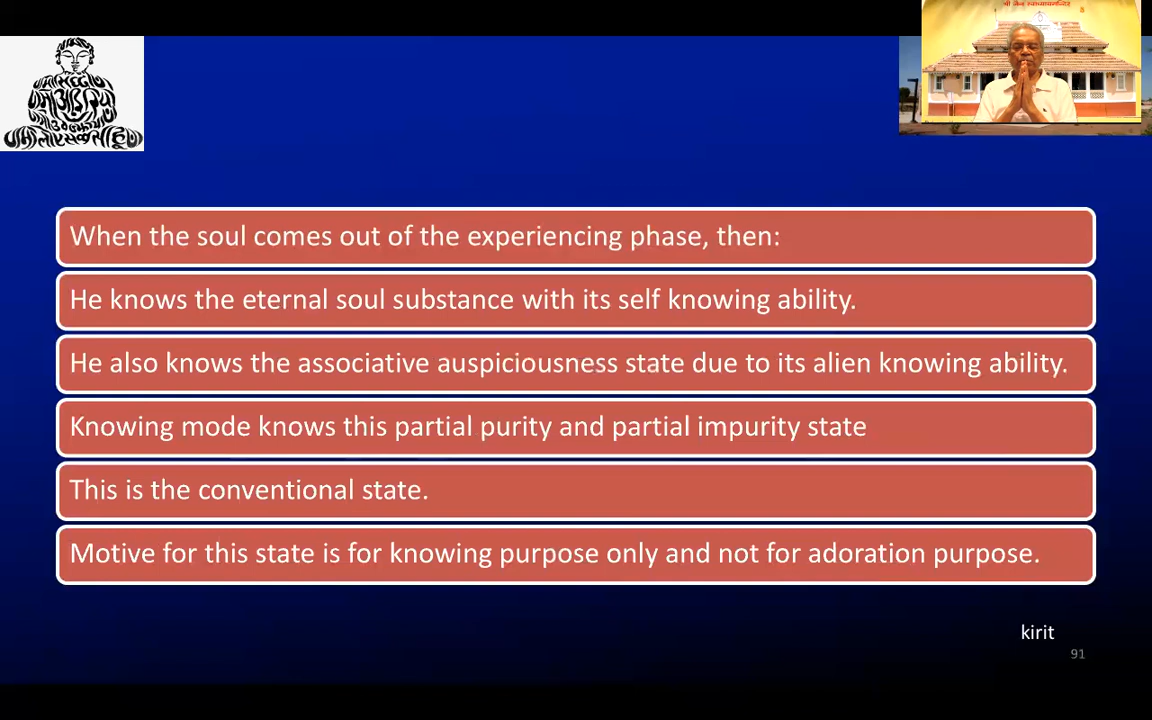 श्री जैन स्वाध्यायमन्दिर
When the soul comes out of the experiencing phase, then:
He knows the eternal soul substance with its self knowing ability.
He also knows the associative auspiciousness state due to its alien knowing ability.
Knowing mode knows this partial purity and partial impurity state
This is the conventional state.
Motive for this state is for knowing purpose only and not for adoration purpose.
kirit
91